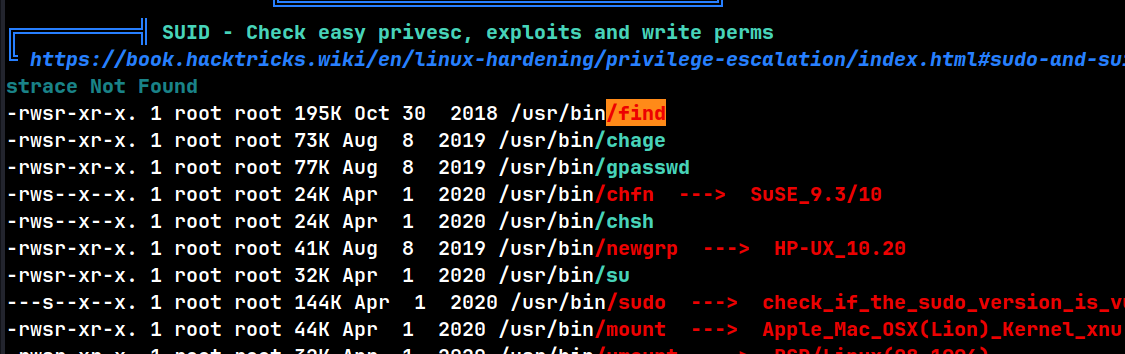 SUID - Check easy privesc, exploits and write perms
https://book.hacktricks.wiki/en/linux-hardening/privilege-escalation/index.html#sudo-and-sui
strace Not Found
-rwsr-xr-x. 1 root root 195K Oct 30  2018 /usr/bin/find
-rwsr-xr-x. 1 root root 73K Aug  8  2019 /usr/bin/chage
-rwsr-xr-x. 1 root root 77K Aug  8  2019 /usr/bin/gpasswd
-rws--x--x. 1 root root 24K Apr  1  2020 /usr/bin/chfn  --->  SuSE_9.3/10
-rws--x--x. 1 root root 24K Apr  1  2020 /usr/bin/chsh
-rwsr-xr-x. 1 root root 41K Aug  8  2019 /usr/bin/newgrp  --->  HP-UX_10.20
-rwsr-xr-x. 1 root root 32K Apr  1  2020 /usr/bin/su
---s--x--x. 1 root root 144K Apr  1  2020 /usr/bin/sudo  --->  check_if_the_sudo_version_is_vu
-rwsr-xr-x. 1 root root 44K Apr  1  2020 /usr/bin/mount  --->  Apple_Mac_OSX(Lion)_Kernel_xnu